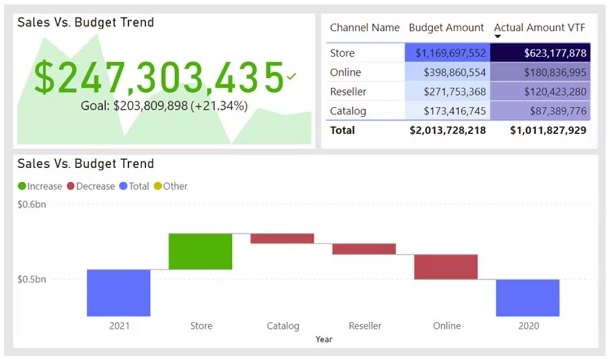 Sales Vs. Budget Trend
$247,303,435
Goal: $203,809,898 (+21.34%)
Channel Name Budget Amount Actual Amount VTF
Store $1,169,697,552 $623,177,878
Online $398,860,554 $180,836,995
Reseller $271,753,368 $120,423,280
Catalog $173,416,745 $87,389,776
Total $2,013,728,218 $1,011,827,929
Sales Vs. Budget Trend
Increase Decrease Total Other
$0.6bn
$0.5bn
2021 Store Catalog Reseller Online 2020
Year